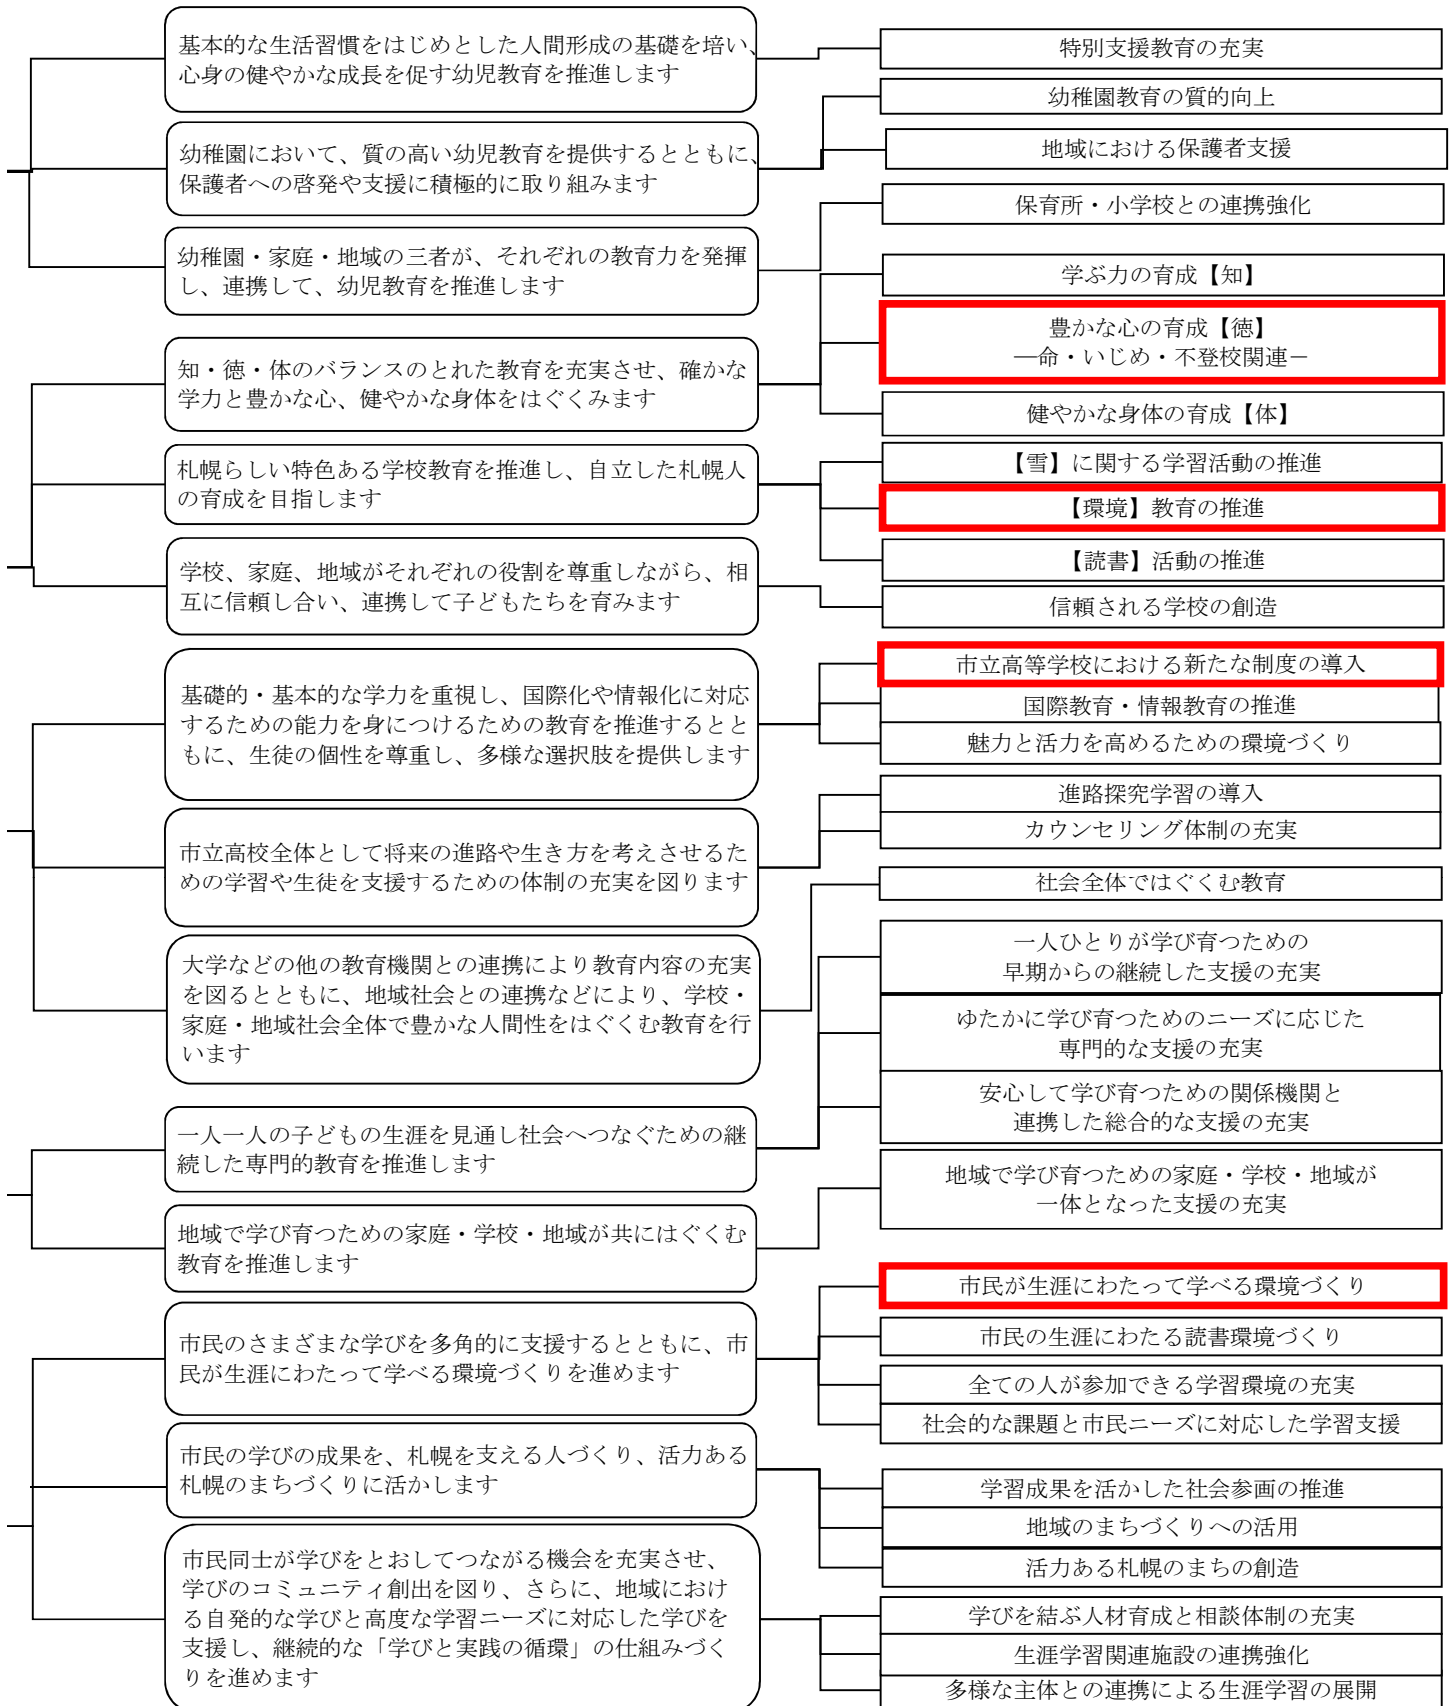 基本的な生活習慣をはじめとした人間形成の基礎を培い、
心身の健やかな成長を促す幼児教育を推進します
特別支援教育の充実
幼稚園において、質の高い幼児教育を提供するとともに、
保護者への啓発や支援に積極的に取り組みます
幼稚園教育の質的向上
地域における保護者支援
幼稚園・家庭・地域の三者が、それぞれの教育力を発揮
し、連携して、幼児教育を推進します
保育所・小学校との連携強化
知・徳・体のバランスのとれた教育を充実させ、確かな
学力と豊かな心、健やかな身体をはぐくみます
学ぶ力の育成【知】
豊かな心の育成【徳】
―命・いじめ・不登校関連－
健やかな身体の育成【体】
札幌らしい特色ある学校教育を推進し、自立した札幌人
の育成を目指します
【雪】に関する学習活動の推進
【環境】教育の推進
【読書】活動の推進
学校、家庭、地域がそれぞれの役割を尊重しながら、相
互に信頼し合い、連携して子どもたちを育みます
信頼される学校の創造
基礎的・基本的な学力を重視し、国際化や情報化に対応
するための能力を身につけるための教育を推進するとと
もに、生徒の個性を尊重し、多様な選択肢を提供します
市立高等学校における新たな制度の導入
国際教育・情報教育の推進
魅力と活力を高めるための環境づくり
市立高校全体として将来の進路や生き方を考えさせるた
めの学習や生徒を支援するための体制の充実を図ります
進路探究学習の導入
カウンセリング体制の充実
大学などの他の教育機関との連携により教育内容の充実
を図るとともに、地域社会との連携などにより、学校・
家庭・地域社会全体で豊かな人間性をはぐくむ教育を行
います
社会全体ではぐくむ教育
一人一人の子どもの生涯を見通し社会へつなぐための継
続した専門的教育を推進します
一人ひとりが学び育つための
早期からの継続した支援の充実
ゆたかに学び育つためのニーズに応じた
専門的な支援の充実
安心して学び育つための関係機関と
連携した総合的な支援の充実
地域で学び育つための家庭・学校・地域が共にはぐくむ
教育を推進します
地域で学び育つための家庭・学校・地域が
一体となった支援の充実
市民のさまざまな学びを多角的に支援するとともに、市
民が生涯にわたって学べる環境づくりを進めます
市民が生涯にわたって学べる環境づくり
市民の生涯にわたる読書環境づくり
全ての人が参加できる学習環境の充実
社会的な課題と市民ニーズに対応した学習支援
市民の学びの成果を、札幌を支える人づくり、活力ある
札幌のまちづくりに活かします
学習成果を活かした社会参画の推進
地域のまちづくりへの活用
活力ある札幌のまちの創造
市民同士が学びをとおしてつながる機会を充実させ、
学びのコミュニティ創出を図り、さらに、地域におけ
る自発的な学びと高度な学習ニーズに対応した学びを
支援し、継続的な「学びと実践の循環」の仕組みづく
りを進めます
学びを結ぶ人材育成と相談体制の充実
生涯学習関連施設の連携強化
多様な主体との連携による生涯学習の展開